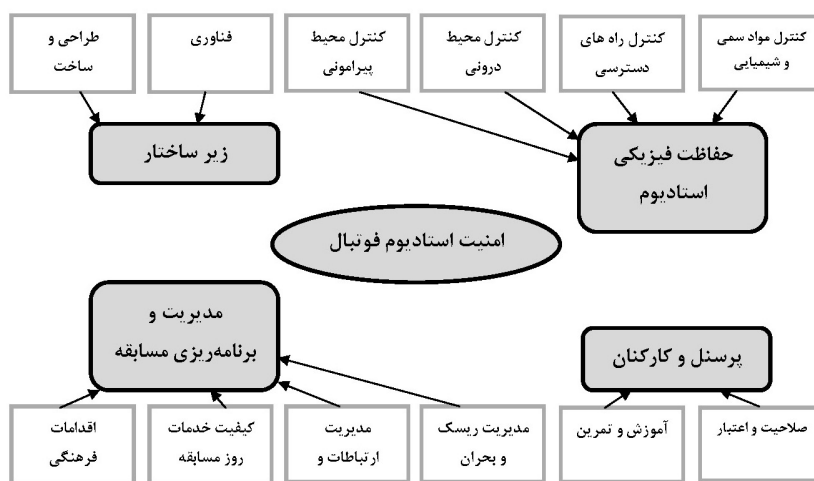 کنترل مواد سمی
و شیمیایی
کنترل راه های
دسترسی
کنترل محیط
درونی
کنترل محیط
پیرامونی
فناوری
طراحی و
ساخت
حفاظت فیزیکی
استادیوم
زیر ساختار
امنیت استادیوم فوتبال
مدیریت و
برنامه‌ریزی مسابقه
پرسنل و کارکنان
صلاحیت و اعتبار
آموزش و تمرین
مدیریت ریسک
و بحران
مدیریت
ارتباطات و
کیفیت خدمات
روز مسابقه
اقدامات
فرهنگی